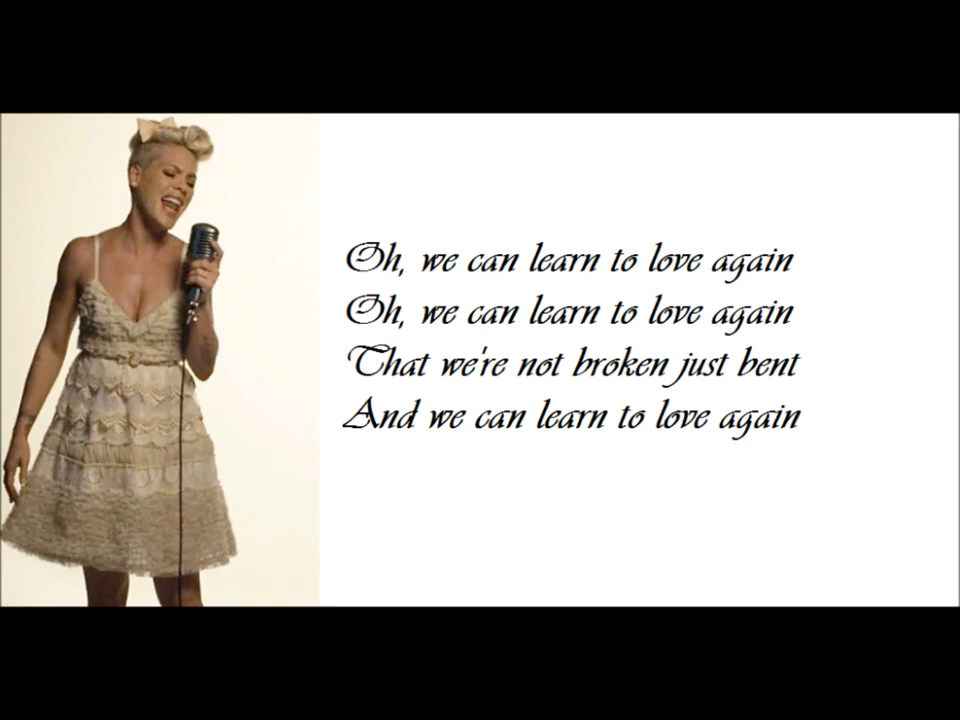 Oh, we can learn to love again
Oh, we can learn to love again
That we're not broken just bent
And we can learn to love again